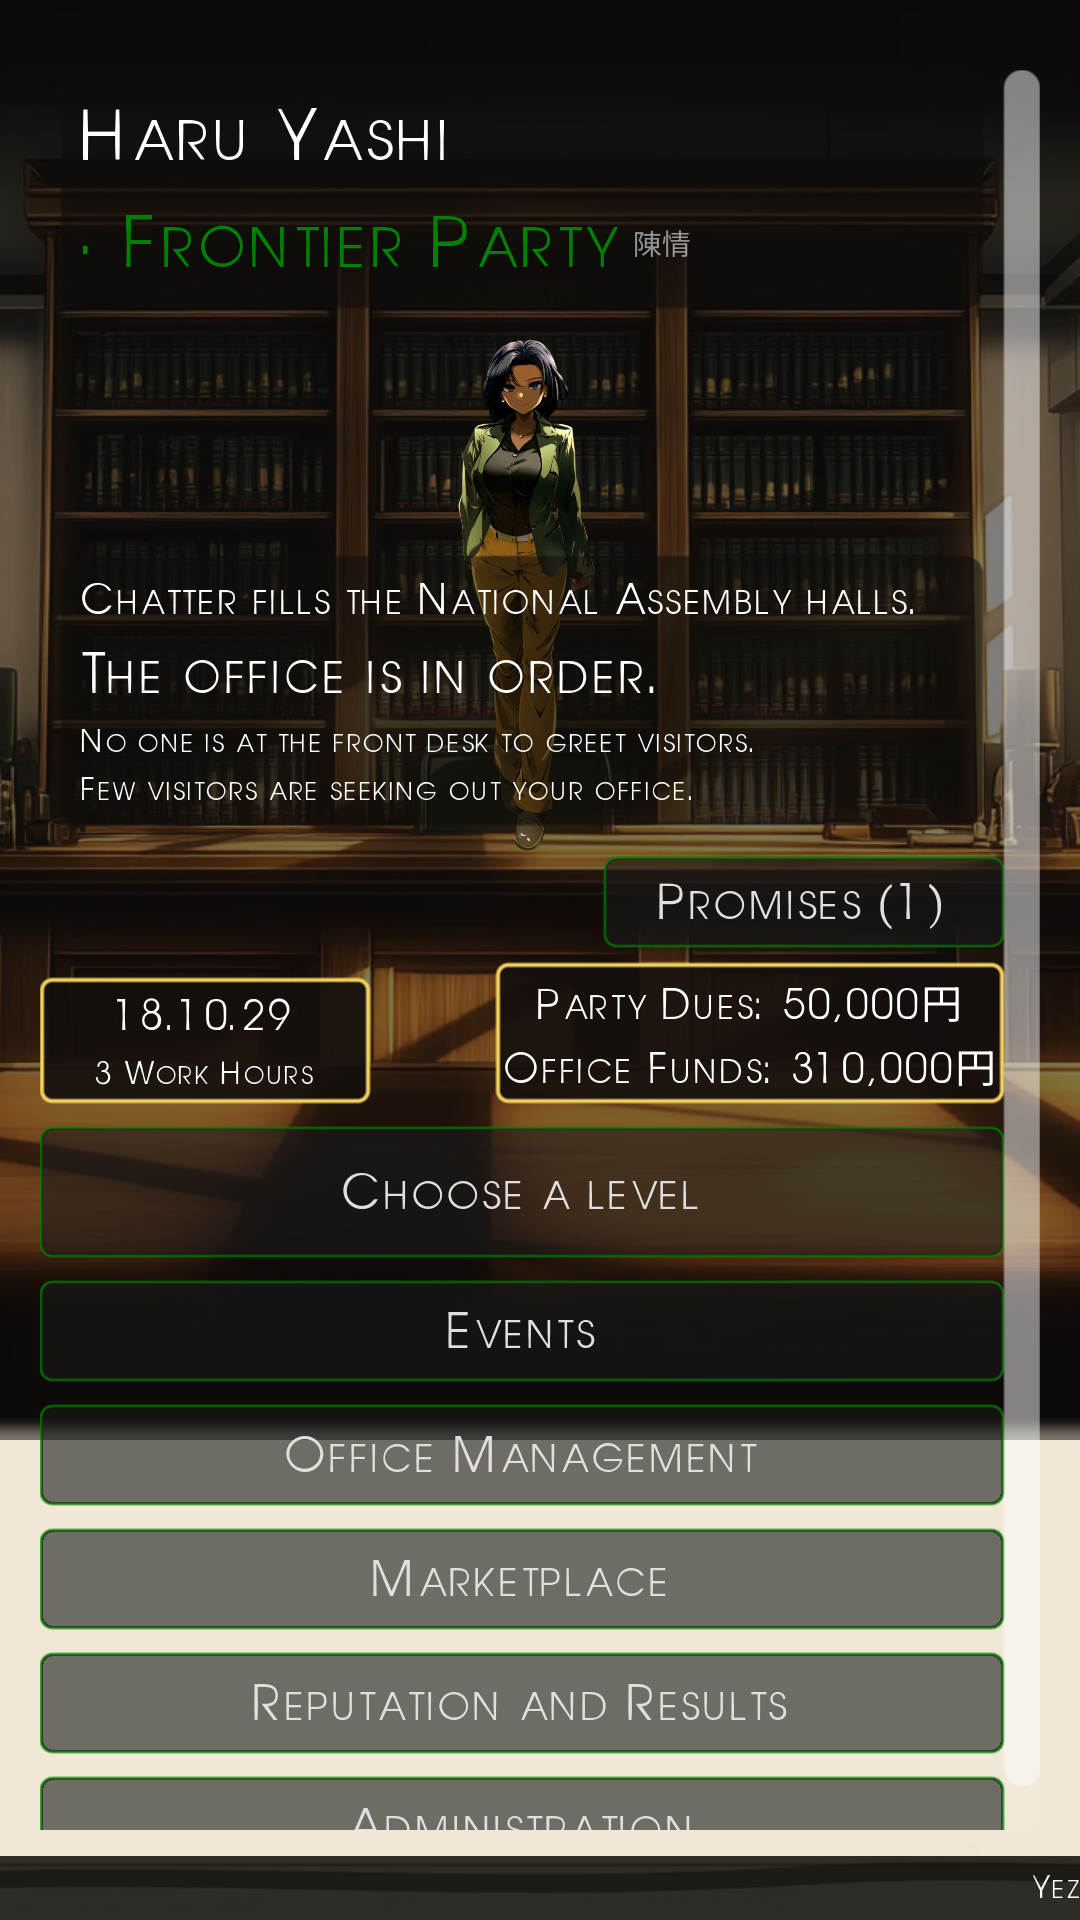 Haru Yashi
· Frontier Party 陳情
Chatter fills the National Assembly halls.
The office is in order.
No one is at the front desk to greet visitors.
Few visitors are seeking out your office.
Promises (1)
18.10.29
3 Work Hours
Party Dues: 50,000円
Office Funds: 310,000円
Choose a level
Events
Office Management
Marketplace
Reputation and Results
Administration
Yez